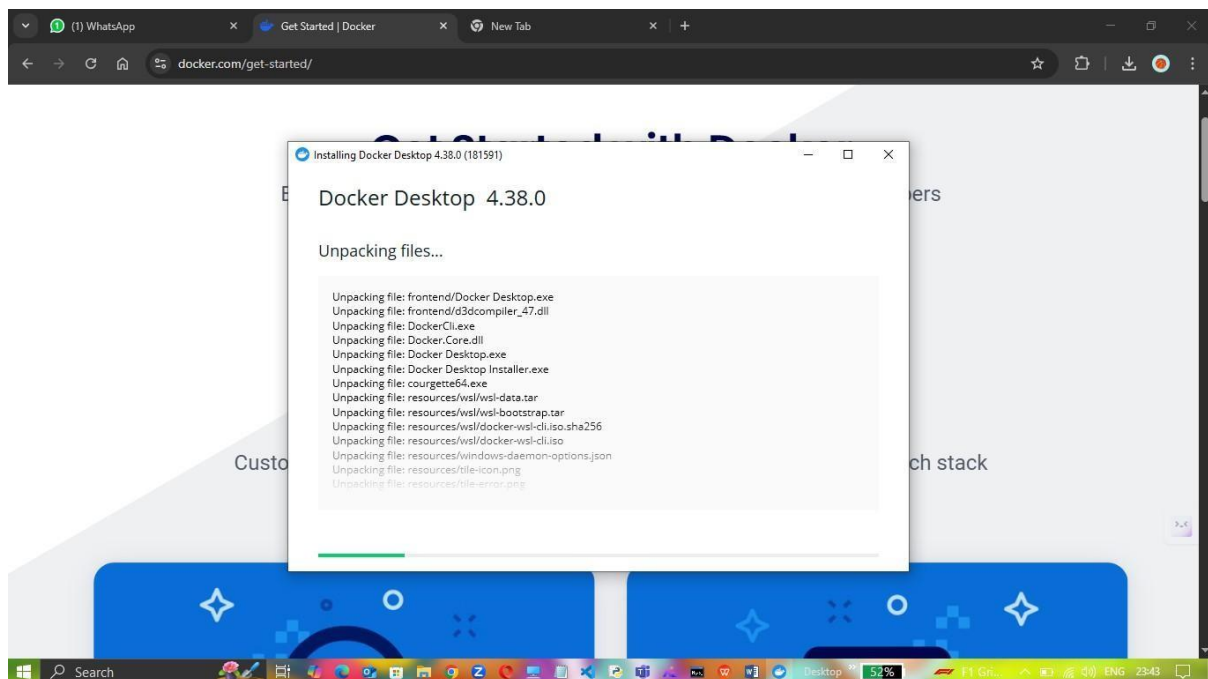 (1) WhatsApp
Get Started | Docker
New Tab
docker.com/get-started/
Installing Docker Desktop 4.38.0 (181591)
Docker Desktop 4.38.0
Unpacking files...
Unpacking file: frontend/Docker Desktop.exe
Unpacking file: frontend/d3dcompiler_47.dll
Unpacking file: DockerCli.exe
Unpacking file: Docker.Core.dll
Unpacking file: Docker Desktop.exe
Unpacking file: Docker Desktop Installer.exe
Unpacking file: courgette64.exe
Unpacking file: resources/wsl/wsl-data.tar
Unpacking file: resources/wsl/wsl-bootstrap.tar
Unpacking file: resources/wsl/docker-wsl-cli.iso.sha256
Unpacking file: resources/wsl/docker-wsl-cli.iso
Unpacking file: resources/windows-daemon-options.json
Unpacking file: resources/tile-icon.png
Unpacking file: resources/tile-error.png
Custo
ch stack
Search
Desktop
52%
F1 Gri...
ENG
23:43